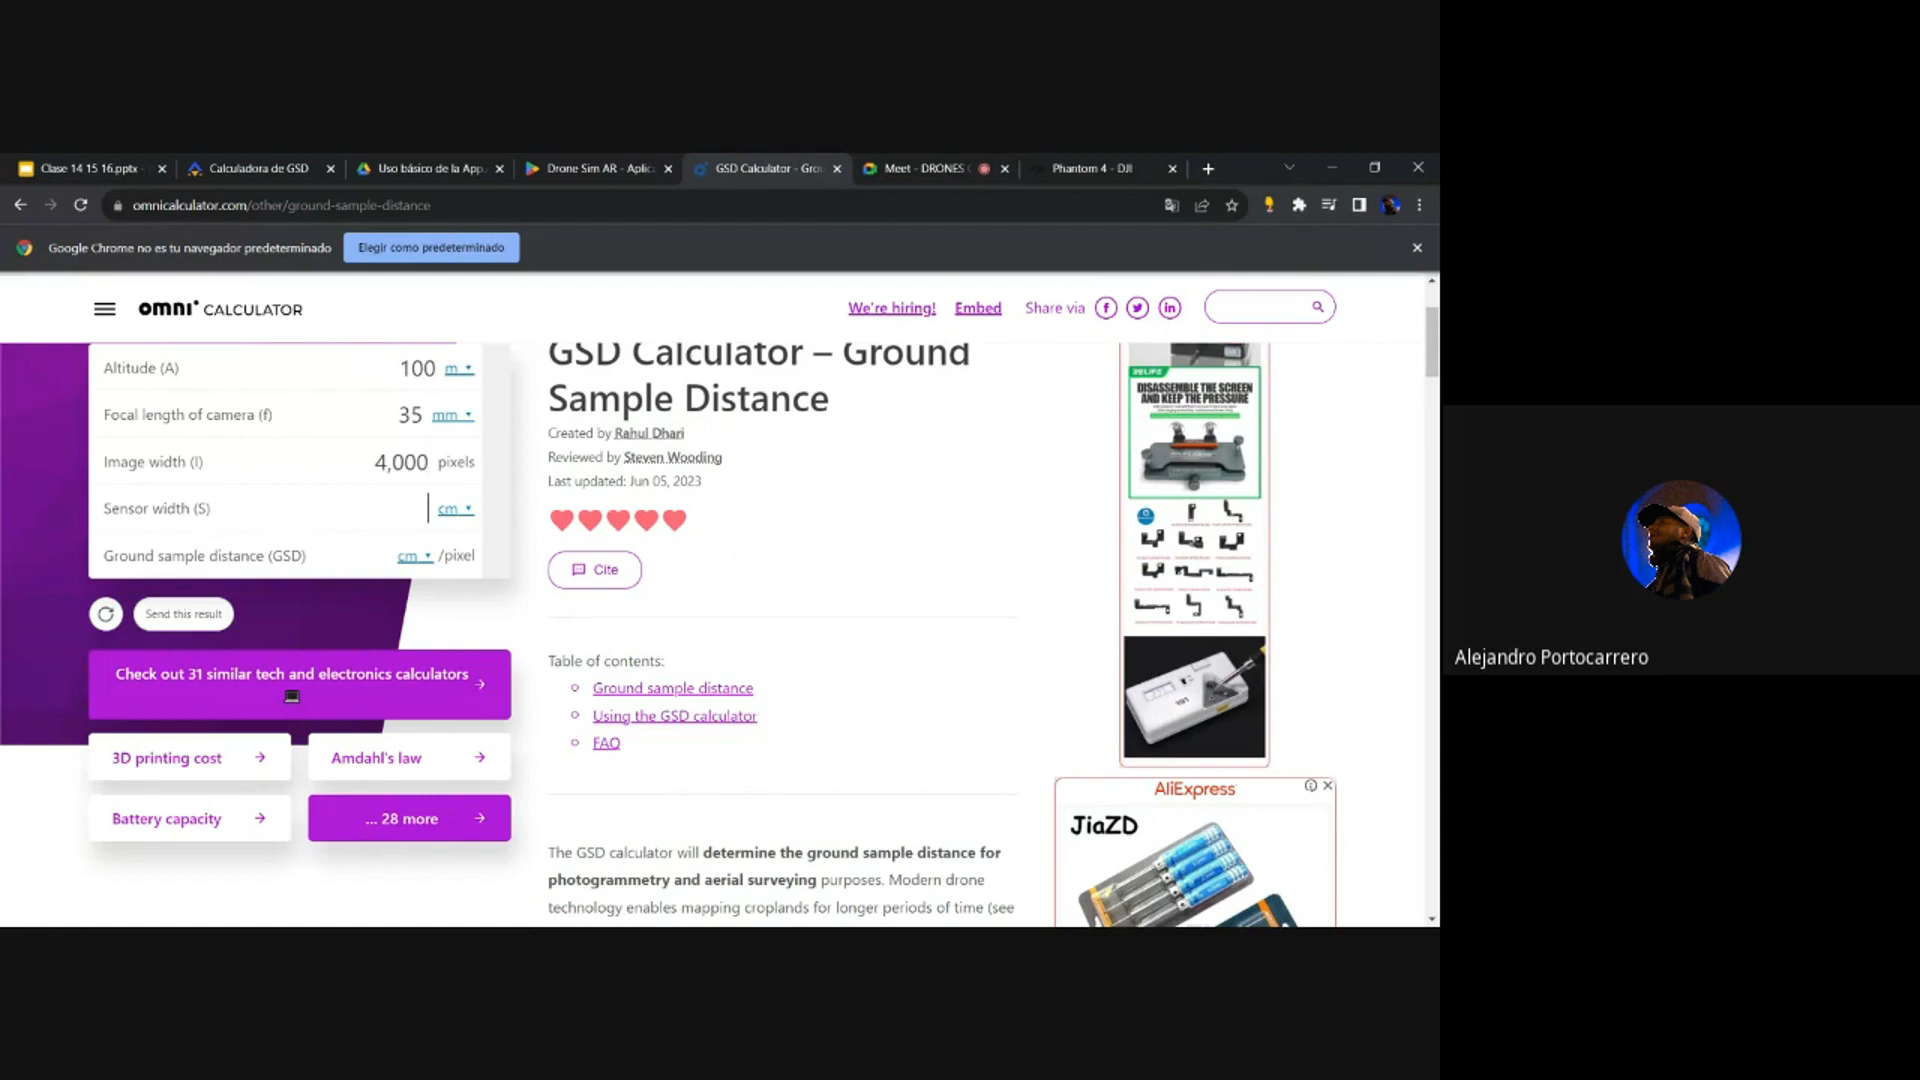 Clase 14 15 16.pptx -
Calculadora de GSD
Uso básico de la App.
Drone Sim AR - Aplic
GSD Calculator - Grou
Meet - DRONES
Phantom 4 - DJI
omnicalculator.com/other/ground-sample-distance
Google Chrome no es tu navegador predeterminado
Elegir como predeterminado
omni CALCULATOR
We're hiring!
Embed
Share via
Altitude (A)
100 m
Focal length of camera (f)
35 mm
Image width (I)
4,000 pixels
Sensor width (S)
cm
Ground sample distance (GSD)
cm /pixel
Send this result
Check out 31 similar tech and electronics calculators
3D printing cost
Amdahl's law
Battery capacity
... 28 more
GSD Calculator – Ground
Sample Distance
Created by Rahul Dhari
Reviewed by Steven Wooding
Last updated: Jun 05, 2023
Cite
Table of contents:
Ground sample distance
Using the GSD calculator
FAQ
The GSD calculator will determine the ground sample distance for
photogrammetry and aerial surveying purposes. Modern drone
technology enables mapping croplands for longer periods of time (see
DISASSEMBLE THE SCREEN
AND KEEP THE PRESSURE
AliExpress
JiaZD
Alejandro Portocarrero